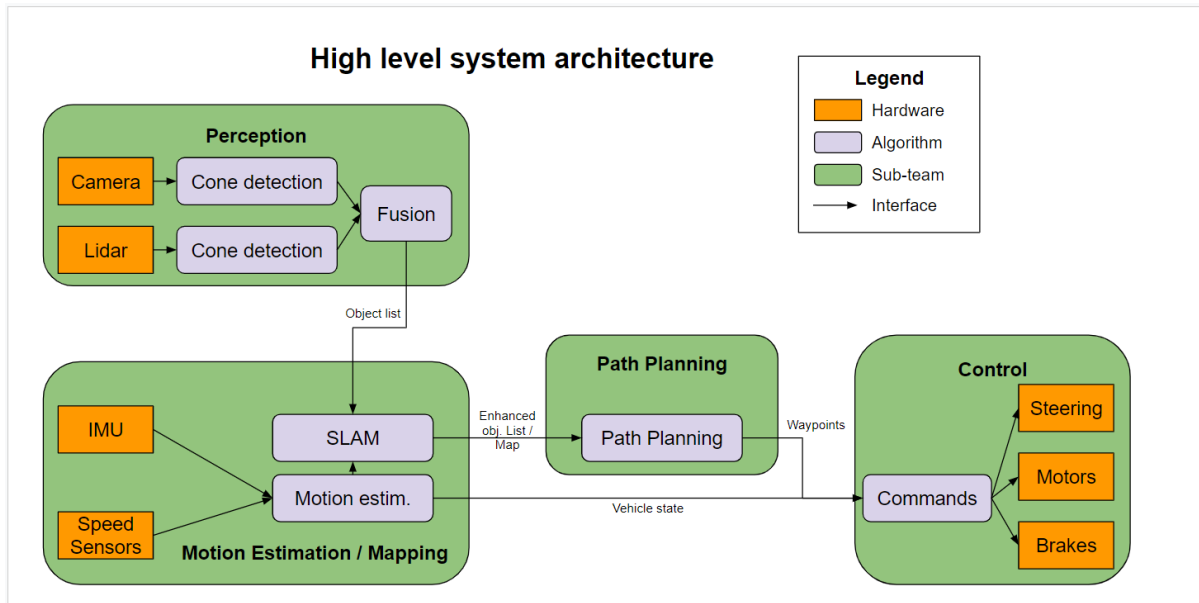 High level system architecture
Legend
Hardware
Algorithm
Sub-team
Interface
Perception
Camera
Cone detection
Lidar
Cone detection
Fusion
Object list
IMU
Speed
Sensors
SLAM
Motion estim.
Motion Estimation / Mapping
Enhanced
obj. List /
Map
Path Planning
Path Planning
Waypoints
Vehicle state
Control
Commands
Steering
Motors
Brakes